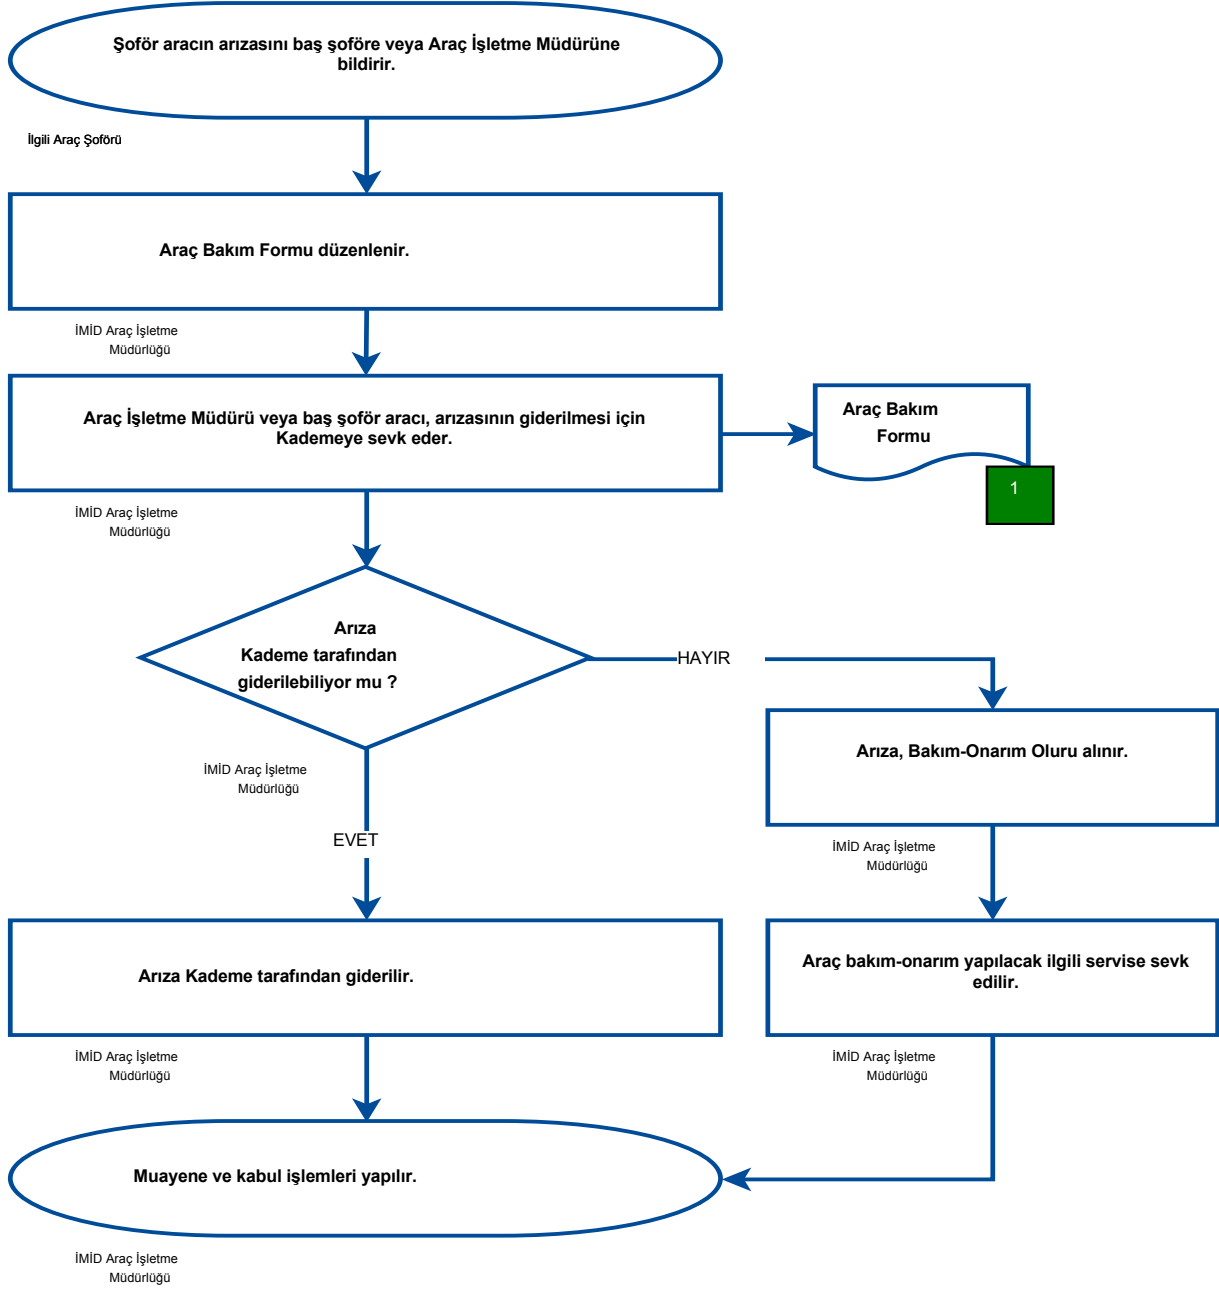 Şoför aracın arızasını baş şoföre veya Araç İşletme Müdürüne
bildirir.
İlgili Araç Şoförü
Araç Bakım Formu düzenlenir.
İMİD Araç İşletme
Müdürlüğü
Araç İşletme Müdürü veya baş şoför aracı, arızasının giderilmesi için
Kademeye sevk eder.
Araç Bakım
Formu
1
İMİD Araç İşletme
Müdürlüğü
Arıza
Kademe tarafından
giderilebiliyor mu ?
HAYIR
İMİD Araç İşletme
Müdürlüğü
Arıza, Bakım-Onarım Oluru alınır.
EVET
İMİD Araç İşletme
Müdürlüğü
Arıza Kademe tarafından giderilir.
Araç bakım-onarım yapılacak ilgili servise sevk
edilir.
İMİD Araç İşletme
Müdürlüğü
İMİD Araç İşletme
Müdürlüğü
Muayene ve kabul işlemleri yapılır.
İMİD Araç İşletme
Müdürlüğü